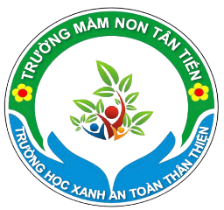 TRƯỜNG MẦM NON TÂN TIẾN
TRƯỜNG HỌC XANH AN TOÀN THÂN THIỆN